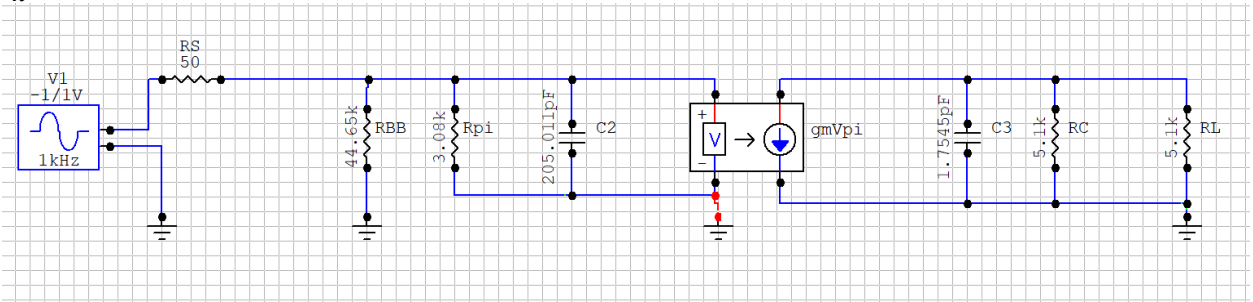 RS
50
V1
-1/1V
1kHz
44.65k
RBB
3.08k
Rpi
205.011pF
C2
+
V
-
gmVpi
1.7545pF
C3
5.1k
RC
5.1k
RL